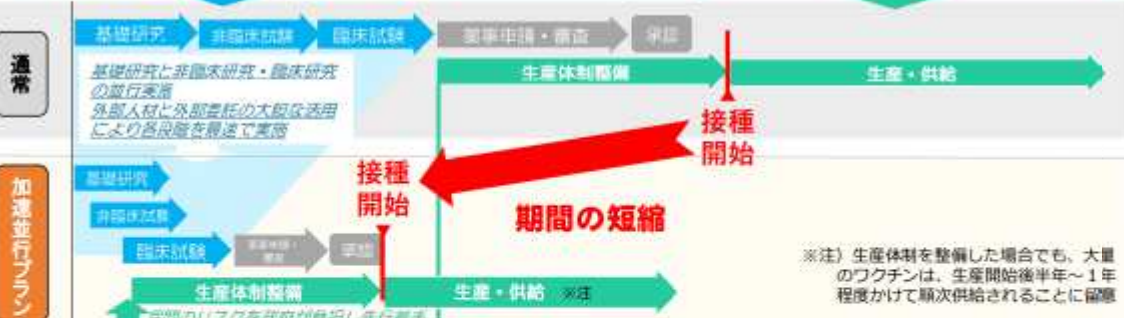 通常
基礎研究
非臨床試験
臨床試験
薬事申請・審査
承認
基礎研究と非臨床研究・臨床研究
の並行実施
外部人材と外部委託の大胆な活用
により各段階を最速で実施
生産体制整備
生産・供給
接種
開始
加速並行プラン
基礎研究
非臨床試験
臨床試験
承認
接種
開始
期間の短縮
生産体制整備
生産・供給 ※注
※注）生産体制を整備した場合でも、大量
のワクチンは、生産開始後半年～１年
程度かけて順次供給されることに留意